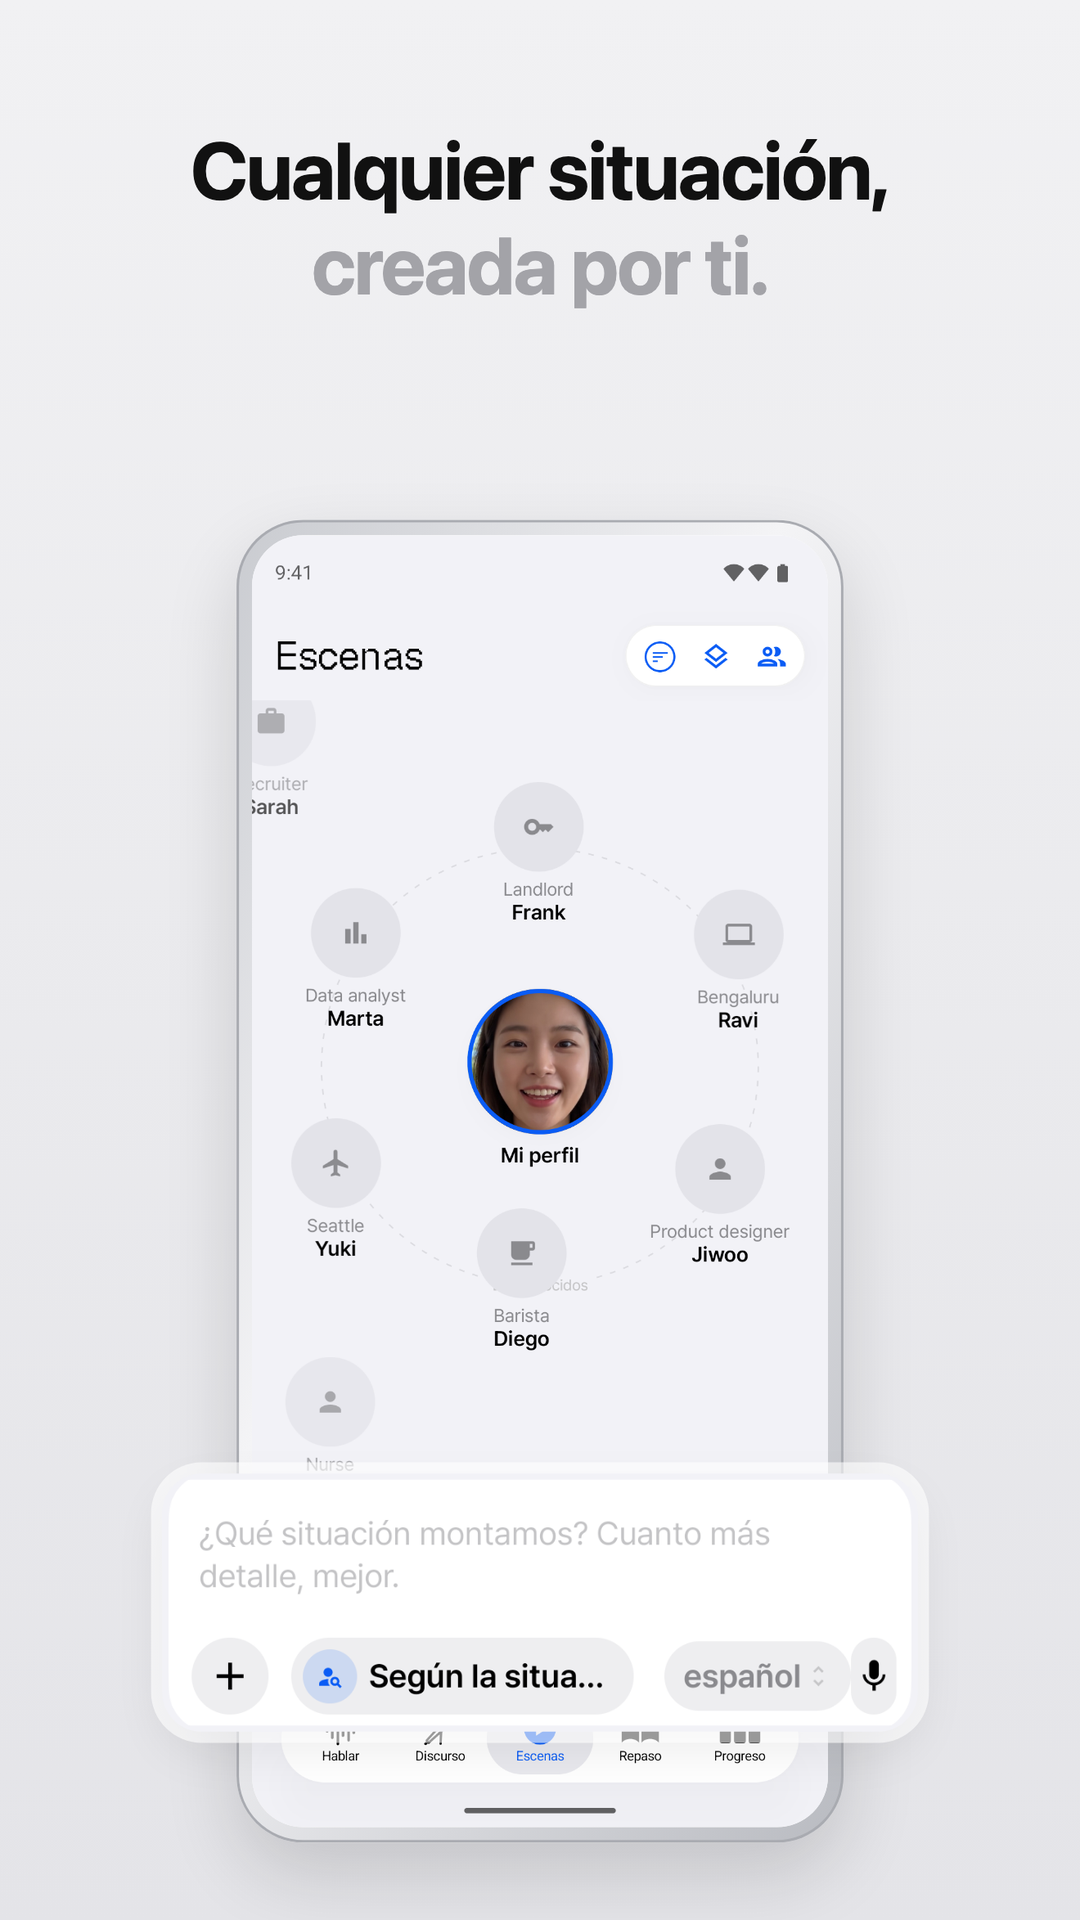 Cualquier situación,
creada por ti.
9:41
Escenas
ecruiter
Sarah
Landlord
Frank
Data analyst
Marta
Bengaluru
Ravi
Mi perfil
Seattle
Yuki
Product designer
Jiwoo
Barista
Diego
Nurse
¿Qué situación montamos? Cuanto más
detalle, mejor.
Según la situa...
español
Hablar
Discurso
Escenas
Repaso
Progreso